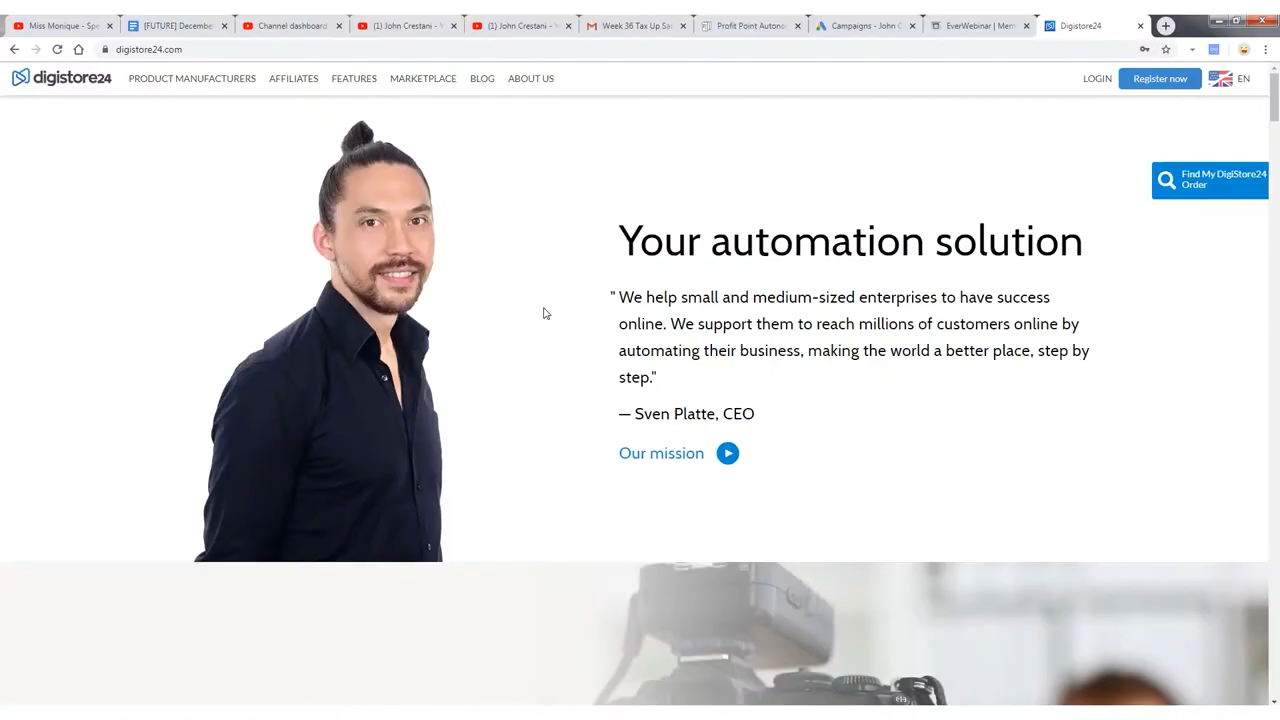 Miss Monique - Spe
[FUTURE] December
Channel dashboard
(1) John Crestani -
(1) John Crestani -
Week 36 Tax Up Sa
Profit Point Autono
Campaigns - John C
EverWebinar | Mem
Digistore24
digistore24.com
digistore24
PRODUCT MANUFACTURERS
AFFILIATES
FEATURES
MARKETPLACE
BLOG
ABOUT US
LOGIN
Register now
EN
Find My DigiStore24
Order
Your automation solution
" We help small and medium-sized enterprises to have success
online. We support them to reach millions of customers online by
automating their business, making the world a better place, step by
step."
— Sven Platte, CEO
Our mission